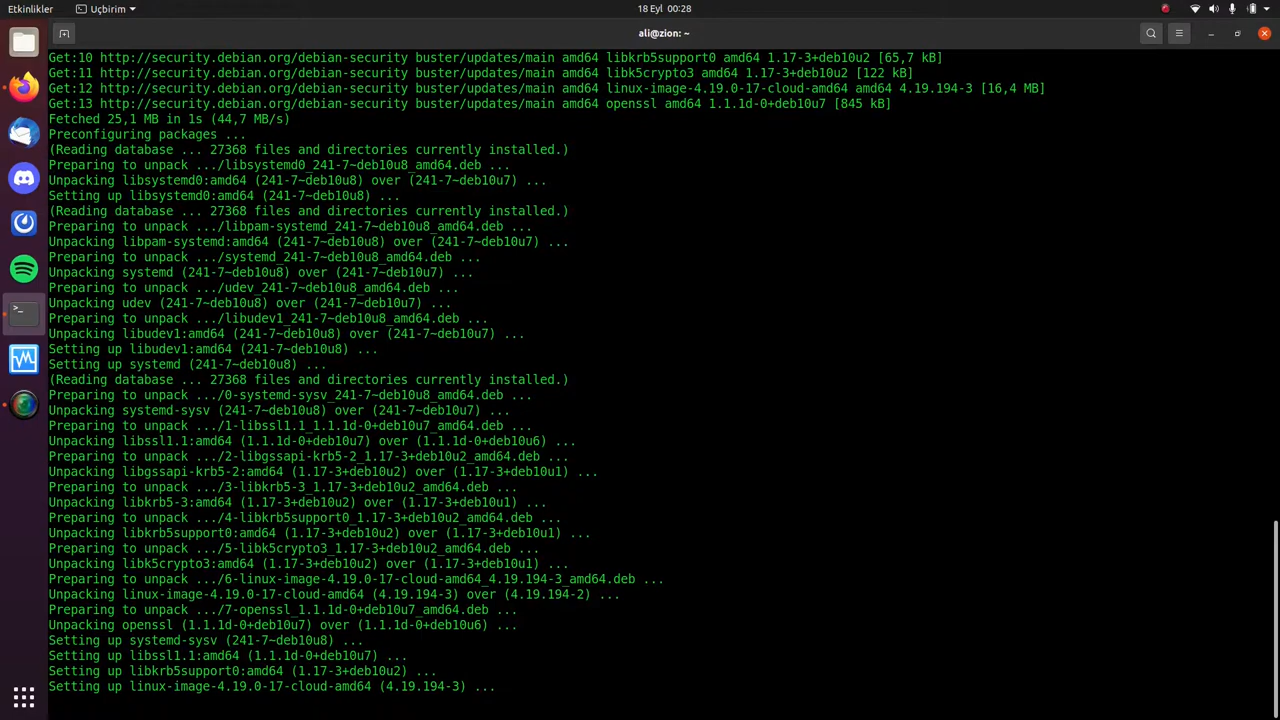 Etkinlikler
Uçbirim
18 Eyl 00:28
ali@zion: ~
Get:10 http://security.debian.org/debian-security buster/updates/main amd64 libkrb5support0 amd64 1.17-3+deb10u2 [65,7 kB]
Get:11 http://security.debian.org/debian-security buster/updates/main amd64 libk5crypto3 amd64 1.17-3+deb10u2 [122 kB]
Get:12 http://security.debian.org/debian-security buster/updates/main amd64 linux-image-4.19.0-17-cloud-amd64 amd64 4.19.194-3 [16,4 MB]
Get:13 http://security.debian.org/debian-security buster/updates/main amd64 openssl amd64 1.1.1d-0+deb10u7 [845 kB]
Fetched 25,1 MB in 1s (44,7 MB/s)
Preconfiguring packages ...
(Reading database ... 27368 files and directories currently installed.)
Preparing to unpack .../libsystemd0_241-7~deb10u8_amd64.deb ...
Unpacking libsystemd0:amd64 (241-7~deb10u8) over (241-7~deb10u7) ...
Setting up libsystemd0:amd64 (241-7~deb10u8) ...
(Reading database ... 27368 files and directories currently installed.)
Preparing to unpack .../libpam-systemd_241-7~deb10u8_amd64.deb ...
Unpacking libpam-systemd:amd64 (241-7~deb10u8) over (241-7~deb10u7) ...
Preparing to unpack .../systemd_241-7~deb10u8_amd64.deb ...
Unpacking systemd (241-7~deb10u8) over (241-7~deb10u7) ...
Preparing to unpack .../udev_241-7~deb10u8_amd64.deb ...
Unpacking udev (241-7~deb10u8) over (241-7~deb10u7) ...
Preparing to unpack .../libudev1_241-7~deb10u8_amd64.deb ...
Unpacking libudev1:amd64 (241-7~deb10u8) over (241-7~deb10u7) ...
Setting up libudev1:amd64 (241-7~deb10u8) ...
Setting up systemd (241-7~deb10u8) ...
(Reading database ... 27368 files and directories currently installed.)
Preparing to unpack .../0-systemd-sysv_241-7~deb10u8_amd64.deb ...
Unpacking systemd-sysv (241-7~deb10u8) over (241-7~deb10u7) ...
Preparing to unpack .../1-libssl1.1_1.1.1d-0+deb10u7_amd64.deb ...
Unpacking libssl1.1:amd64 (1.1.1d-0+deb10u7) over (1.1.1d-0+deb10u6) ...
Preparing to unpack .../2-libgssapi-krb5-2_1.17-3+deb10u2_amd64.deb ...
Unpacking libgssapi-krb5-2:amd64 (1.17-3+deb10u2) over (1.17-3+deb10u1) ...
Preparing to unpack .../3-libkrb5-3_1.17-3+deb10u2_amd64.deb ...
Unpacking libkrb5-3:amd64 (1.17-3+deb10u2) over (1.17-3+deb10u1) ...
Preparing to unpack .../4-libkrb5support0_1.17-3+deb10u2_amd64.deb ...
Unpacking libkrb5support0:amd64 (1.17-3+deb10u2) over (1.17-3+deb10u1) ...
Preparing to unpack .../5-libk5crypto3_1.17-3+deb10u2_amd64.deb ...
Unpacking libk5crypto3:amd64 (1.17-3+deb10u2) over (1.17-3+deb10u1) ...
Preparing to unpack .../6-linux-image-4.19.0-17-cloud-amd64_4.19.194-3_amd64.deb ...
Unpacking linux-image-4.19.0-17-cloud-amd64 (4.19.194-3) over (4.19.194-2) ...
Preparing to unpack .../7-openssl_1.1.1d-0+deb10u7_amd64.deb ...
Unpacking openssl (1.1.1d-0+deb10u7) over (1.1.1d-0+deb10u6) ...
Setting up systemd-sysv (241-7~deb10u8) ...
Setting up libssl1.1:amd64 (1.1.1d-0+deb10u7) ...
Setting up libkrb5support0:amd64 (1.17-3+deb10u2) ...
Setting up linux-image-4.19.0-17-cloud-amd64 (4.19.194-3) ...